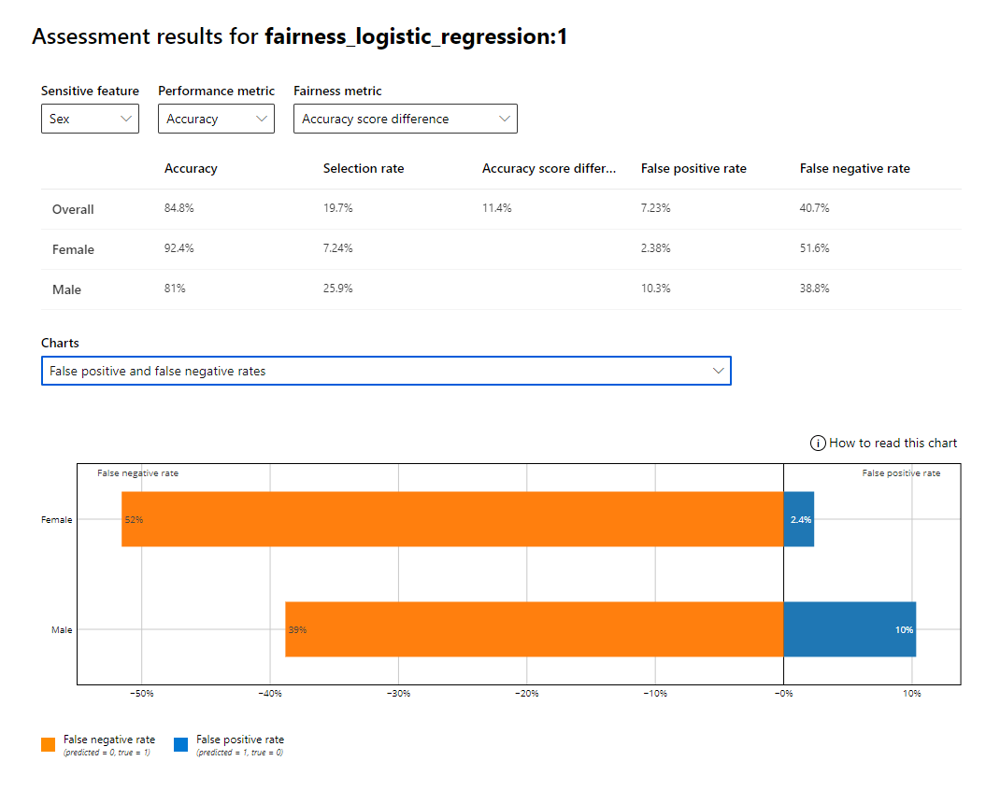 Assessment results for fairness_logistic_regression:1
Sensitive feature Performance metric Fairness metric
Sex Accuracy Accuracy score difference
Accuracy Selection rate Accuracy score differ... False positive rate False negative rate
Overall 84.8% 19.7% 11.4% 7.23% 40.7%
Female 92.4% 7.24% 2.38% 51.6%
Male 81% 25.9% 10.3% 38.8%
Charts
False positive and false negative rates
How to read this chart
False negative rate False positive rate
Female 52% 2.4%
Male 39% 10%
−50% −40% −30% −20% −10% −0% 10%
False negative rate False positive rate
(predicted = 0, true = 1) (predicted = 1, true = 0)